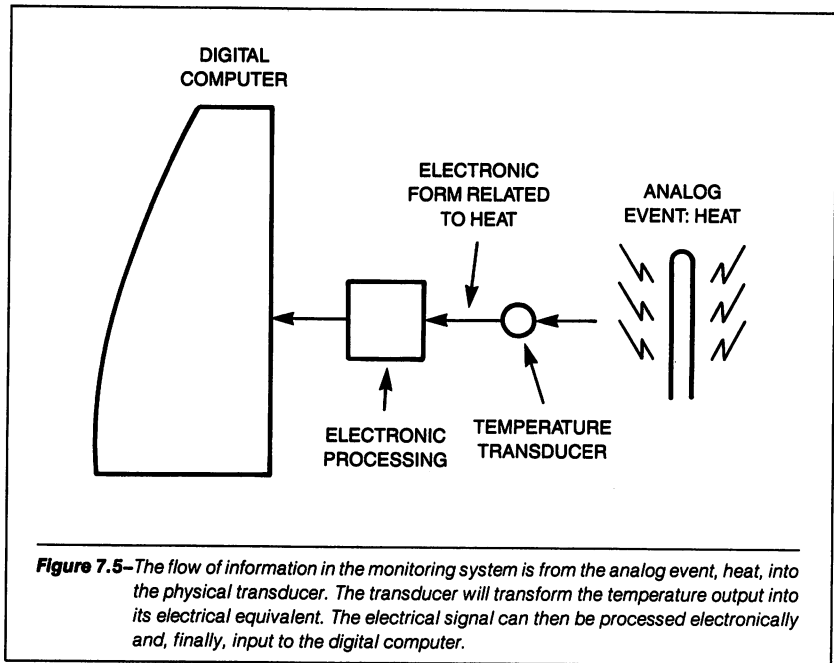 DIGITAL
COMPUTER
ELECTRONIC
FORM RELATED
TO HEAT
ANALOG
EVENT: HEAT
ELECTRONIC
PROCESSING
TEMPERATURE
TRANSDUCER
Figure 7.5–The flow of information in the monitoring system is from the analog event, heat, into
the physical transducer. The transducer will transform the temperature output into
its electrical equivalent. The electrical signal can then be processed electronically
and, finally, input to the digital computer.